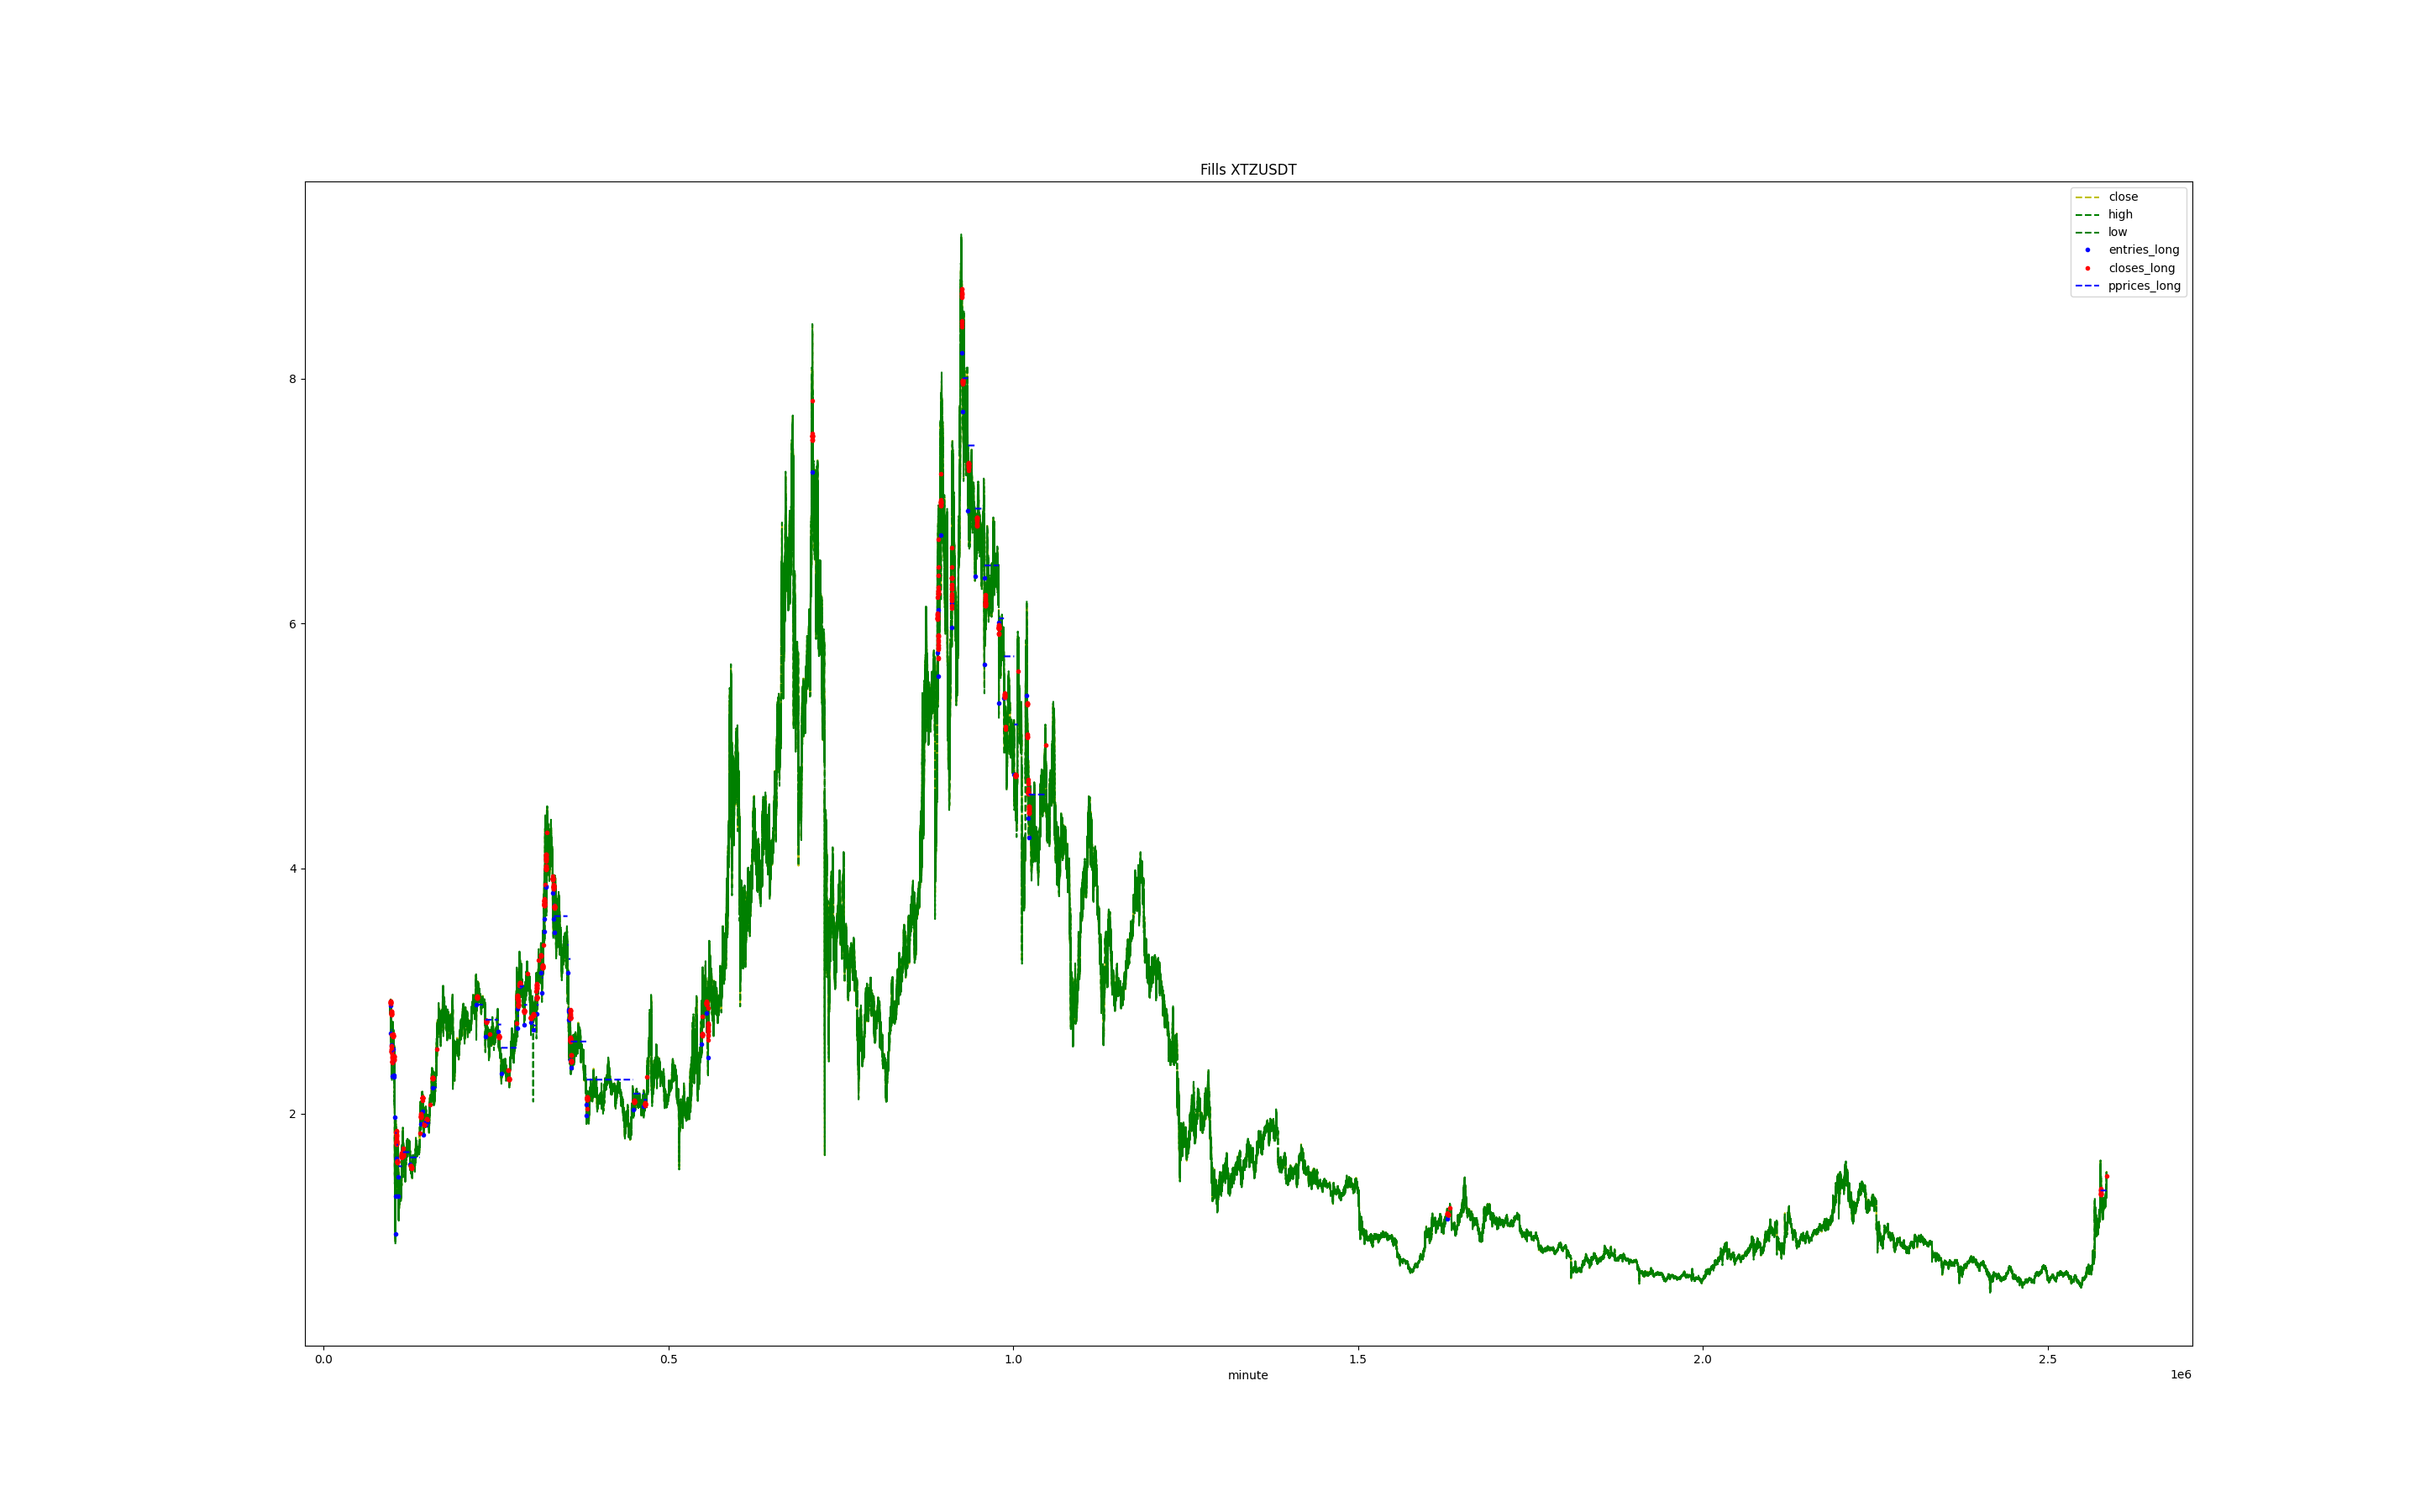 Fills XTZUSDT
close
high
low
entries_long
closes_long
pprices_long
8
6
4
2
0.0 0.5 1.0 1.5 2.0 2.5
minute
1e6